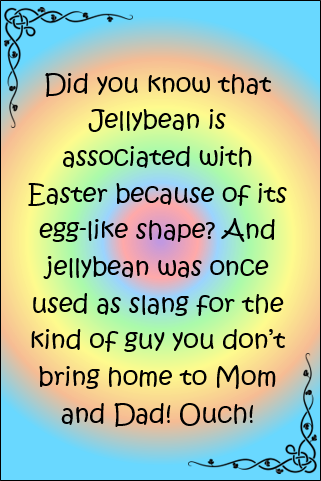 Did you know that
Jellybean is
associated with
Easter because of its
egg-like shape? And
jellybean was once
used as slang for the
kind of guy you don't
bring home to Mom
and Dad! Ouch!